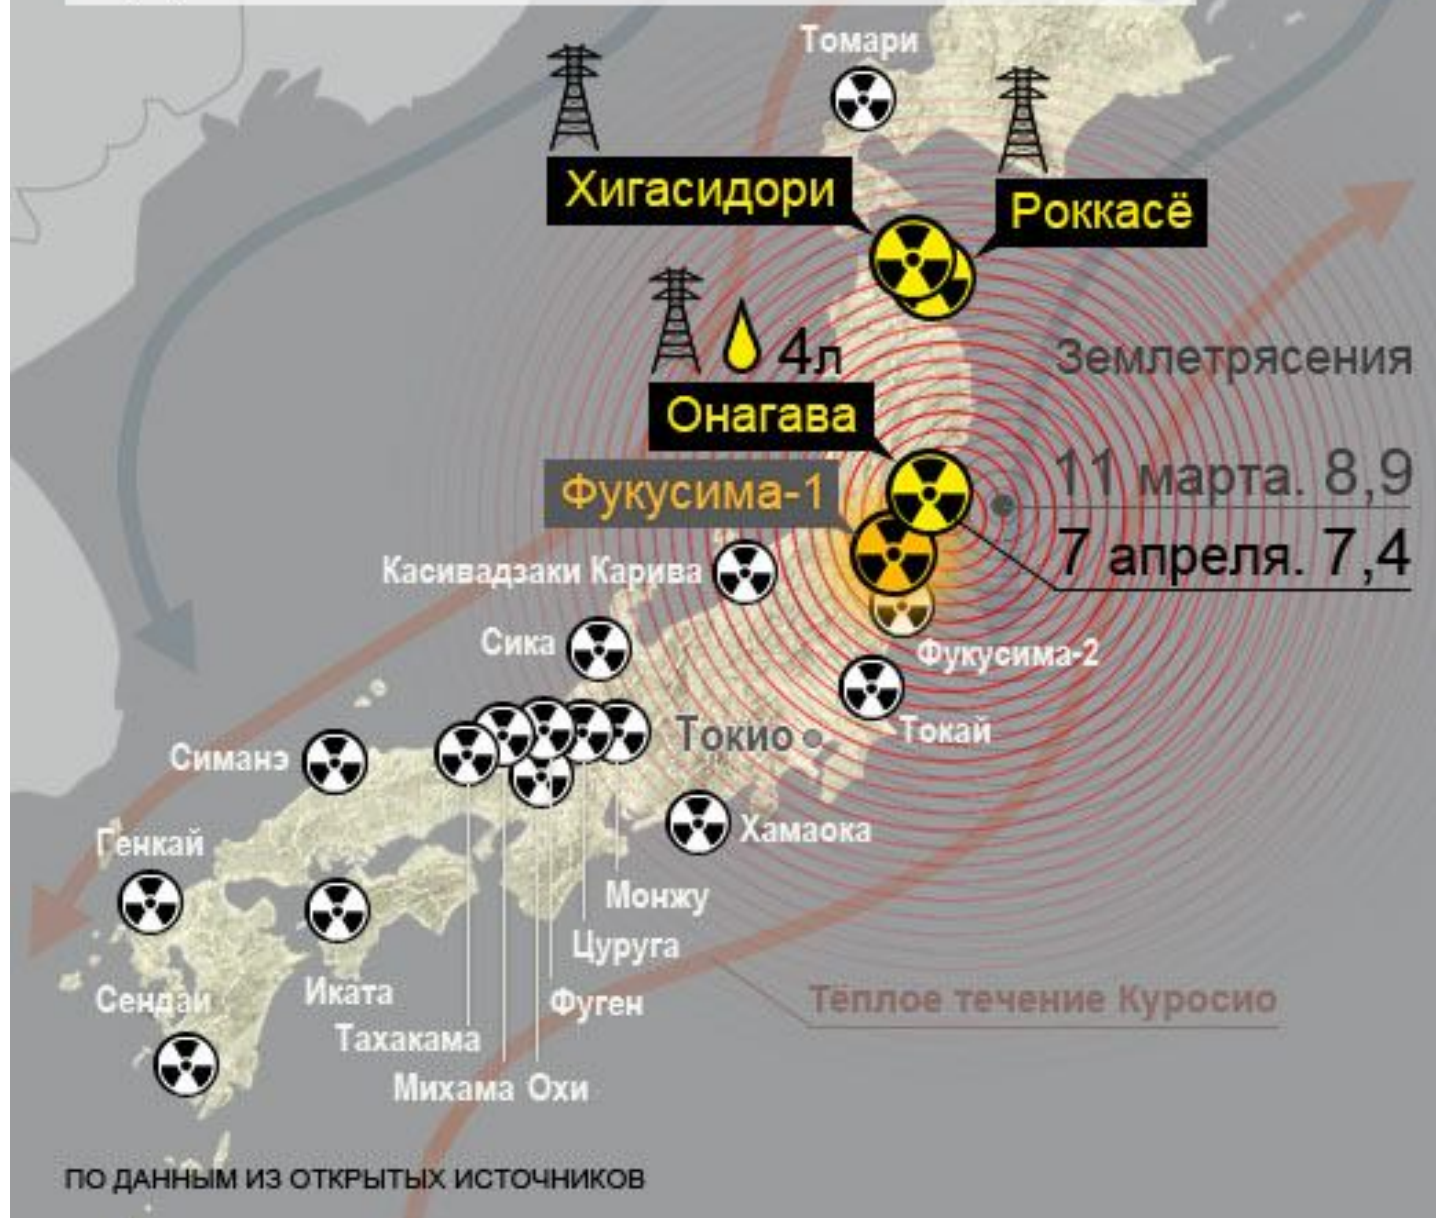 Томари
Хигасидори
Роккасё
4л
Землетрясения
Онагава
11 марта. 8,9
Фукусима-1
7 апреля. 7,4
Касивадзаки Карива
Сика
Фукусима-2
Токио
Токай
Симанэ
Хамаока
Генкай
Монжу
Цуруга
Сендай
Иката
Фуген
Тёплое течение Куросио
Тахакама
Михама
Охи
ПО ДАННЫМ ИЗ ОТКРЫТЫХ ИСТОЧНИКОВ